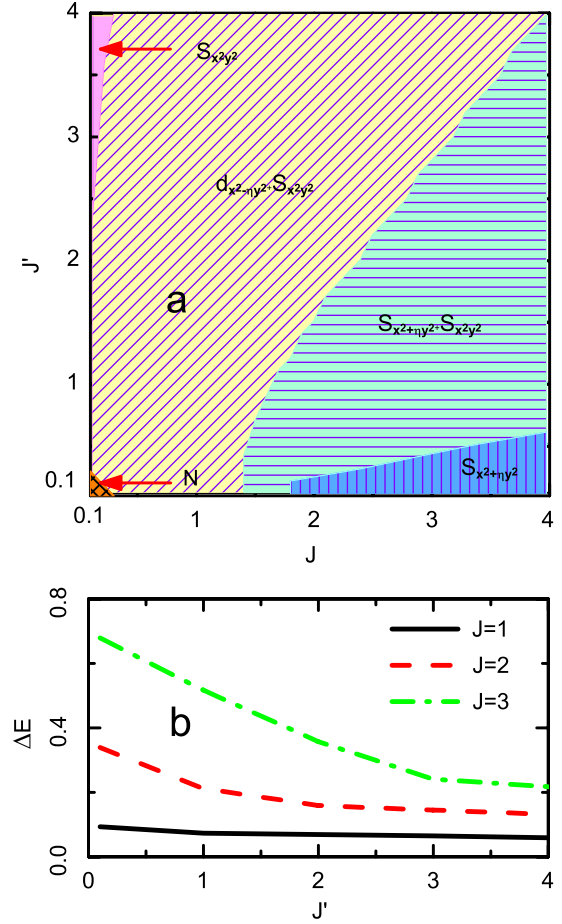 4
S_{x²y²}
3
d_{x²-ηy²}+S_{x²y²}
2
J'
a
S_{x²+ηy²}+S_{x²y²}
1
S_{x²+ηy²}
0.1
N
0.1 1 2 3 4
J
0.8
J=1
J=2
J=3
b
ΔE
0.4
0.0
0 1 2 3 4
J'